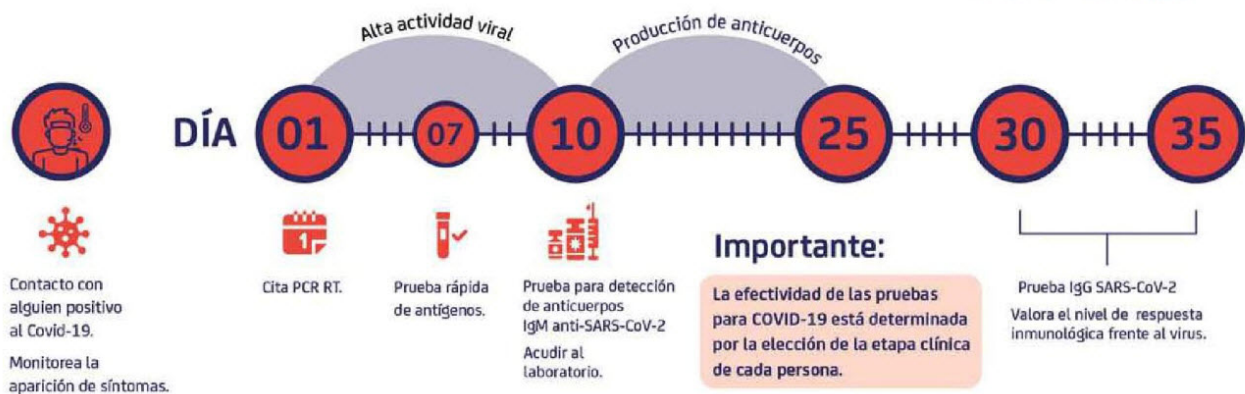 Alta actividad viral
Producción de anticuerpos
DÍA 01 07 10 25 30 35
1
Contacto con
alguien positivo
al Covid-19.
Monitorea la
aparición de síntomas.
Cita PCR RT.
Prueba rápida
de antígenos.
Prueba para detección
de anticuerpos
IgM anti-SARS-CoV-2
Acudir al
laboratorio.
Importante:
La efectividad de las pruebas
para COVID-19 está determinada
por la elección de la etapa clínica
de cada persona.
Prueba IgG SARS-CoV-2
Valora el nivel de respuesta
inmunológica frente al virus.